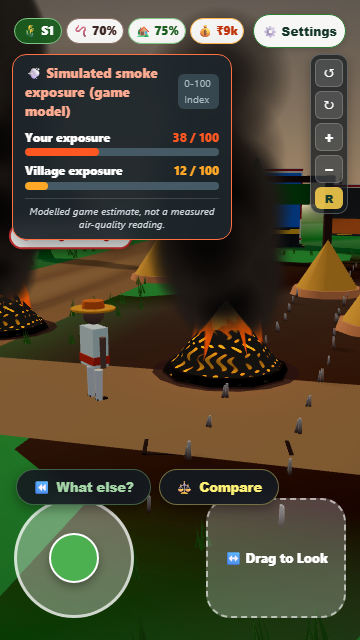 S1
70%
75%
₹9k
Settings
Simulated smoke
exposure (game
model)
0-100
Index
Your exposure
38 / 100
Village exposure
12 / 100
Modelled game estimate, not a measured
air-quality reading.
R
What else?
Compare
Drag to Look